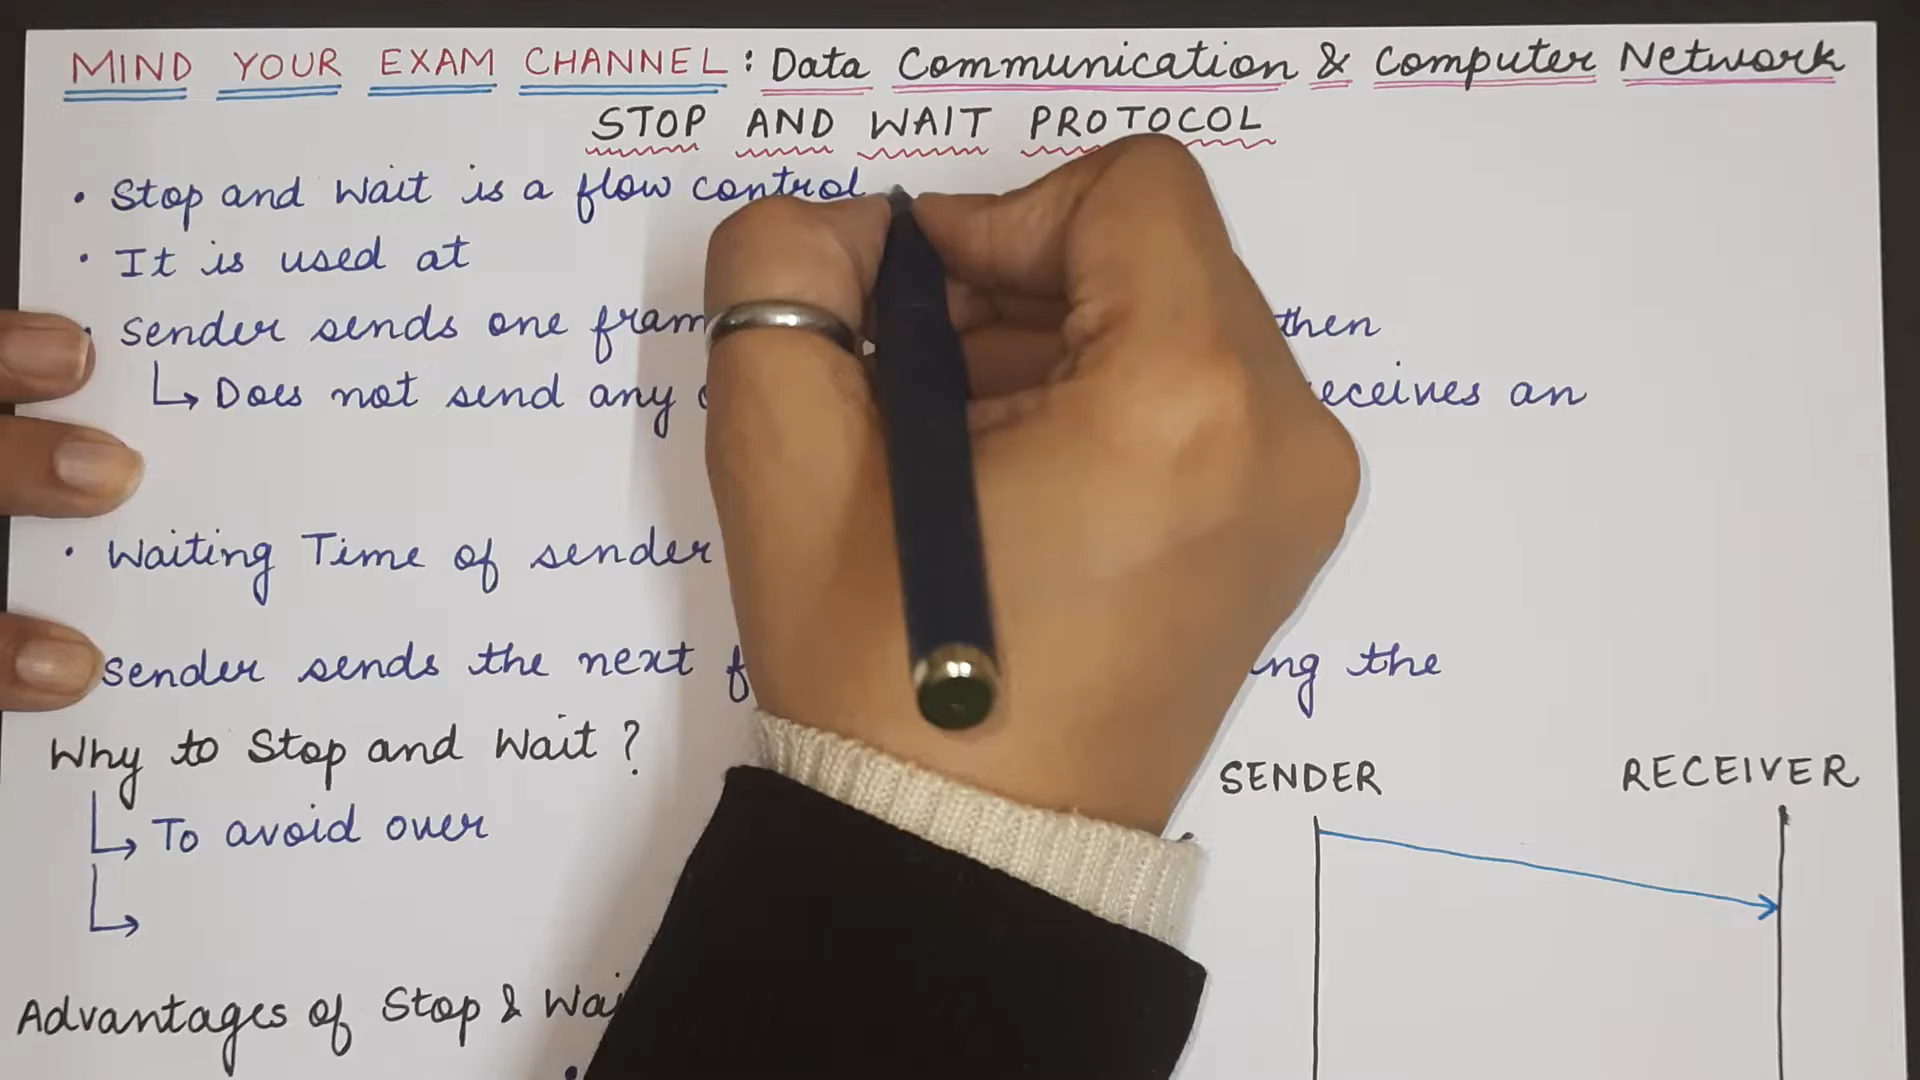 MIND YOUR EXAM CHANNEL : Data Communication & Computer Network
STOP AND WAIT PROTOCOL
• Stop and Wait is a flow control
• It is used at
• Sender sends one fram then
↳ Does not send any eceives an
• Waiting Time of sender
Sender sends the next f ng the
Why to Stop and Wait ?
↳ To avoid over
↳
SENDER RECEIVER
Advantages of Stop & Wai
•